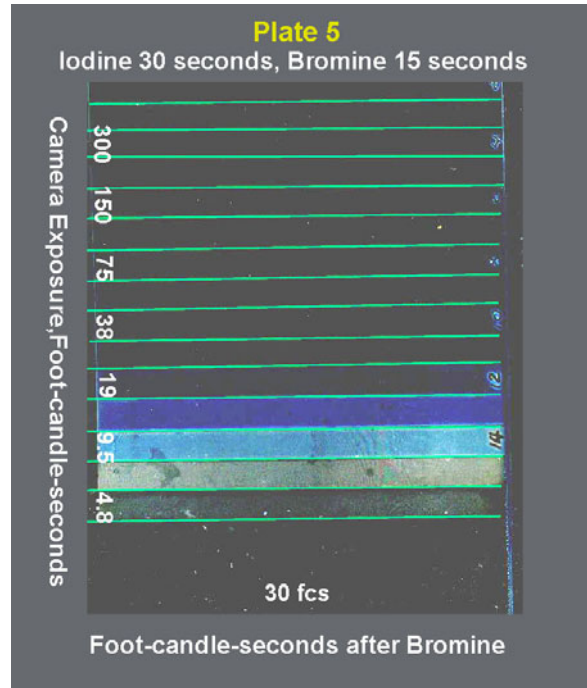 Plate 5
Iodine 30 seconds, Bromine 15 seconds
Camera Exposure,Foot-candle-seconds
300
150
75
38
19
9.5
4.8
30 fcs
Foot-candle-seconds after Bromine